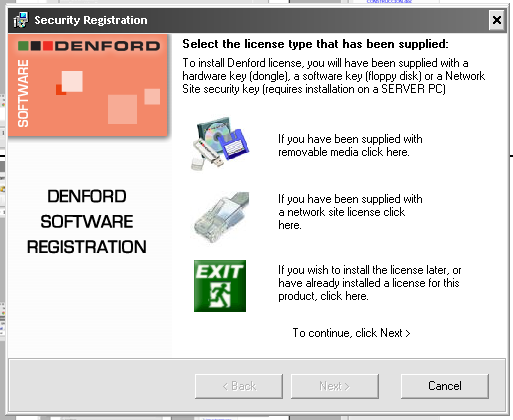 Security Registration
DENFORD
SOFTWARE
Select the license type that has been supplied:
To install Denford license, you will have been supplied with a
hardware key (dongle), a software key (floppy disk) or a Network
Site security key (requires installation on a SERVER PC)
If you have been supplied with
removable media click here.
DENFORD
SOFTWARE
REGISTRATION
If you have been supplied with
a network site license click
here.
EXIT
If you wish to install the license later, or
have already installed a license for this
product, click here.
To continue, click Next >
< Back
Next >
Cancel